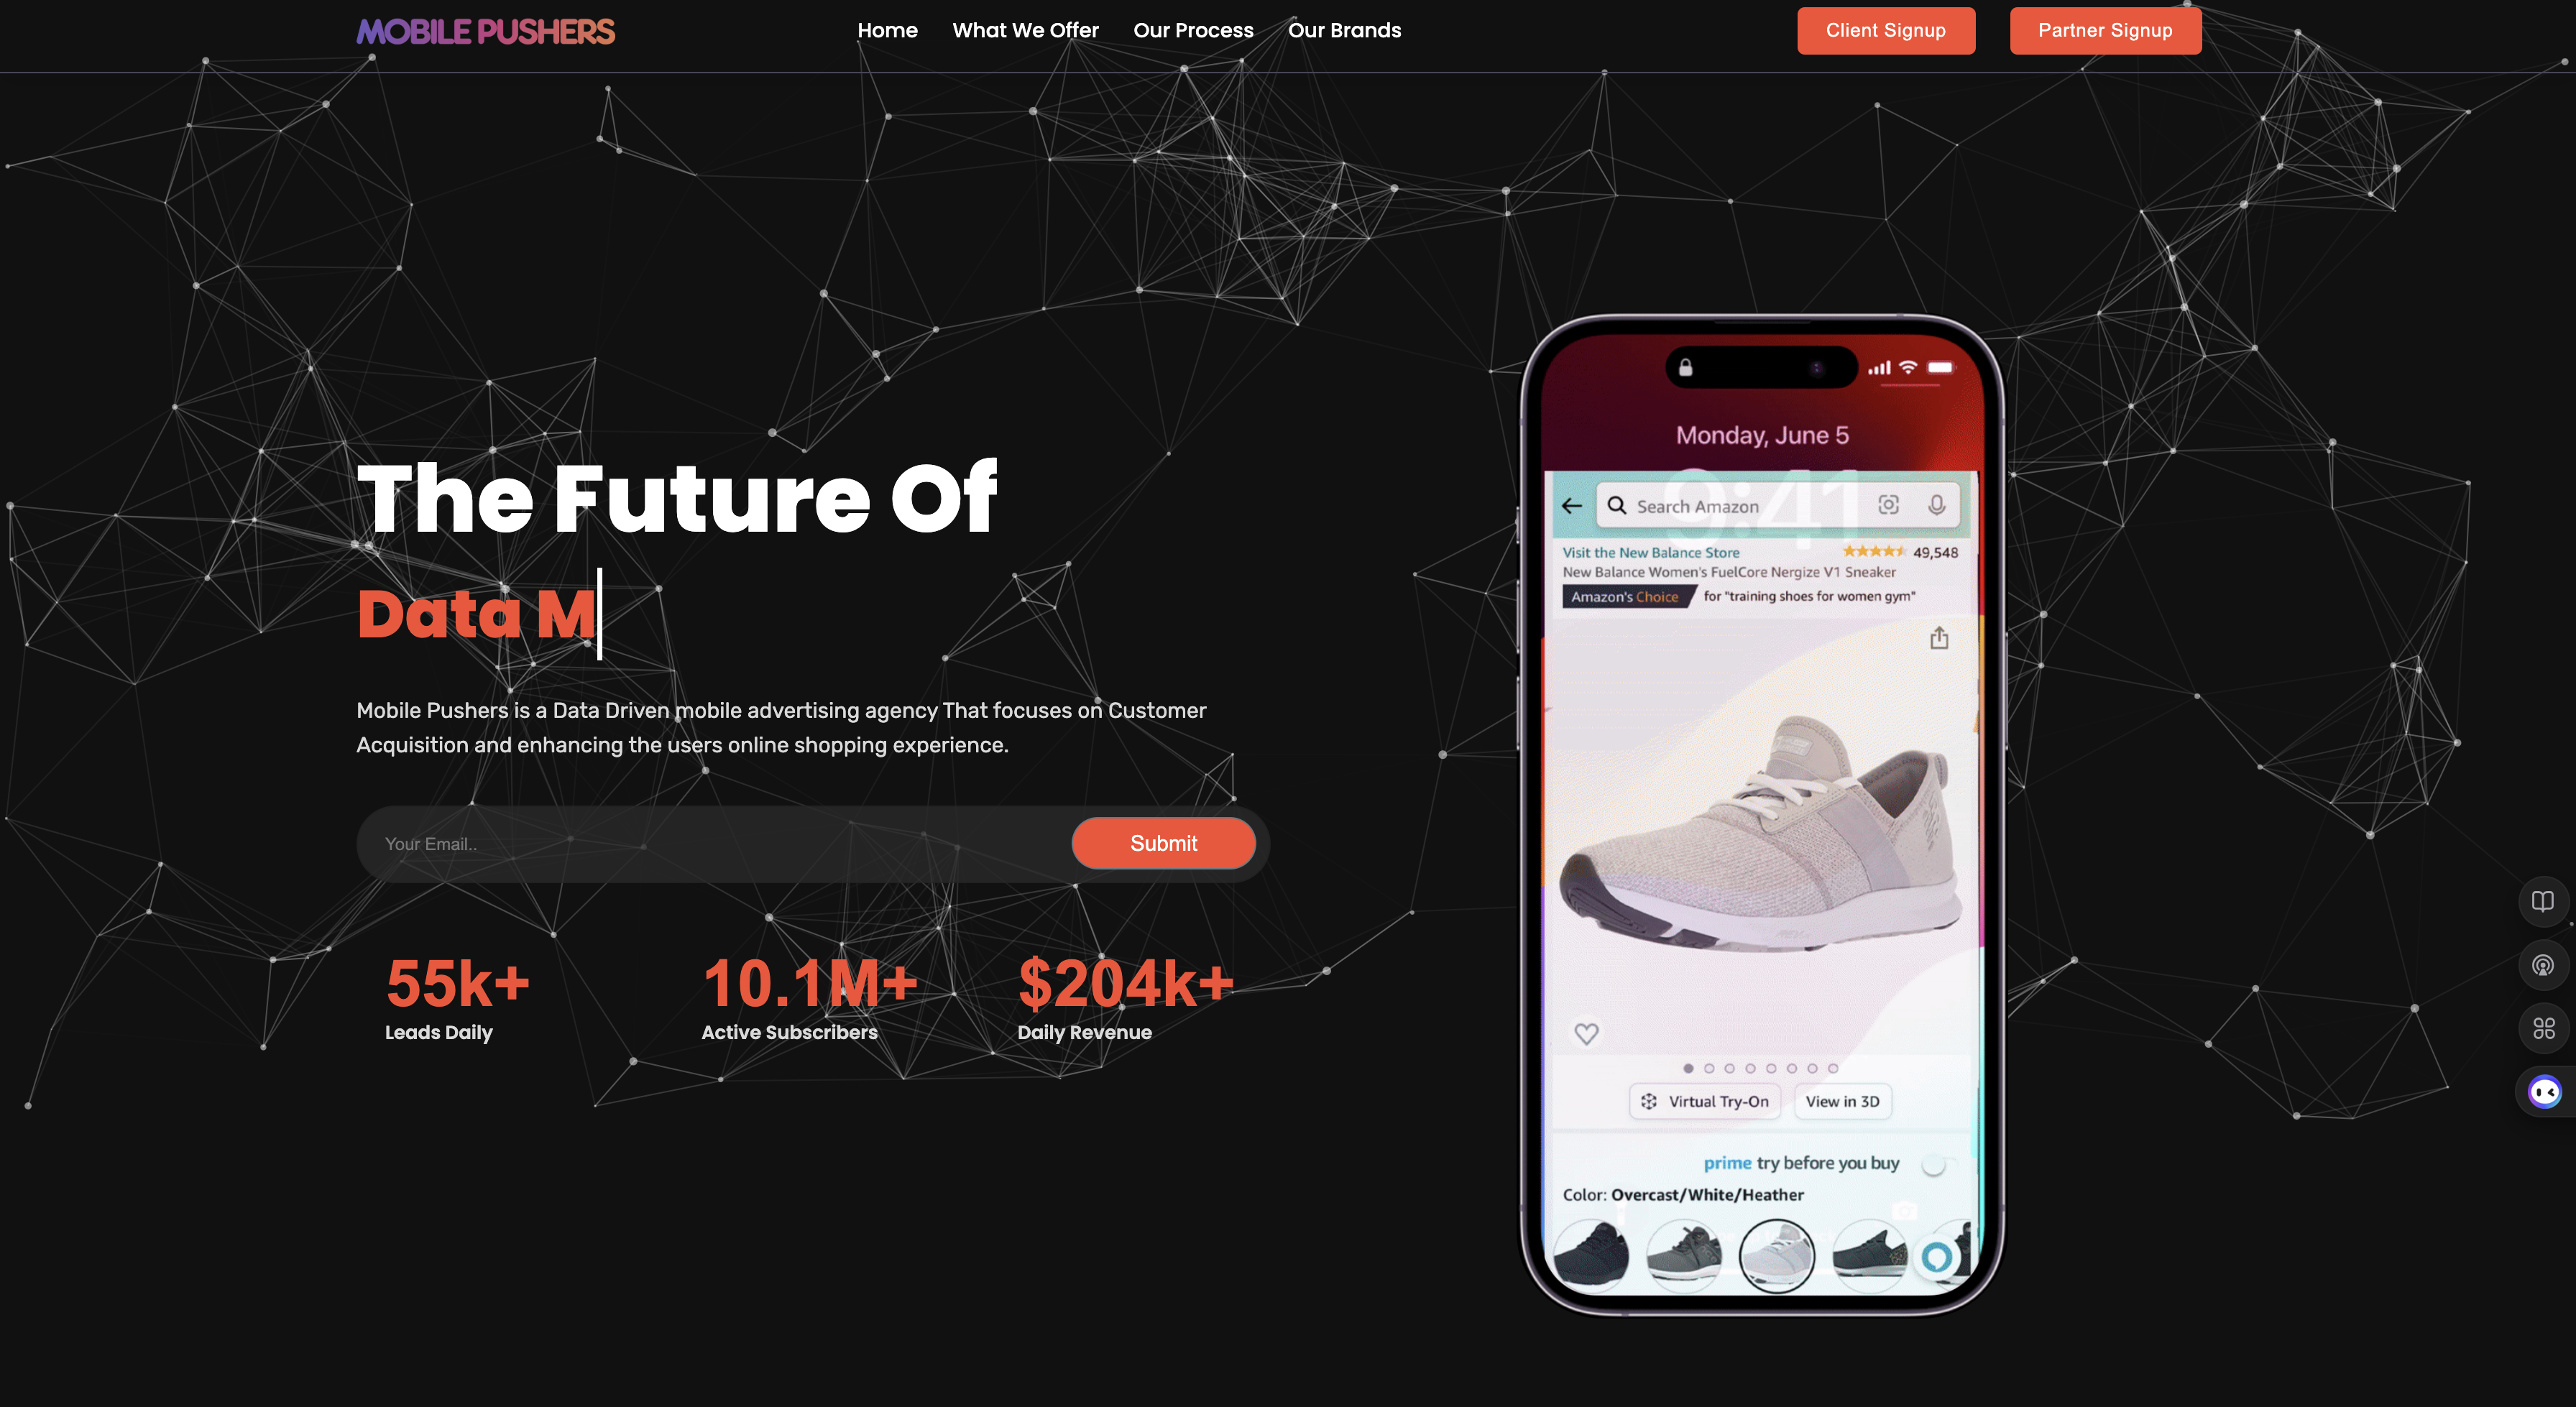 MOBILE PUSHERS
Home
What We Offer
Our Process
Our Brands
Client Signup
Partner Signup
The Future Of
Data M
Mobile Pushers is a Data Driven mobile advertising agency That focuses on Customer
Acquisition and enhancing the users online shopping experience.
Your Email..
Submit
55k+
Leads Daily
10.1M+
Active Subscribers
$204k+
Daily Revenue
Monday, June 5
9:41
Search Amazon
Visit the New Balance Store
49,548
New Balance Women's FuelCore Nergize V1 Sneaker
Amazon's Choice
for "training shoes for women gym"
Virtual Try-On
View in 3D
prime try before you buy
Color: Overcast/White/Heather